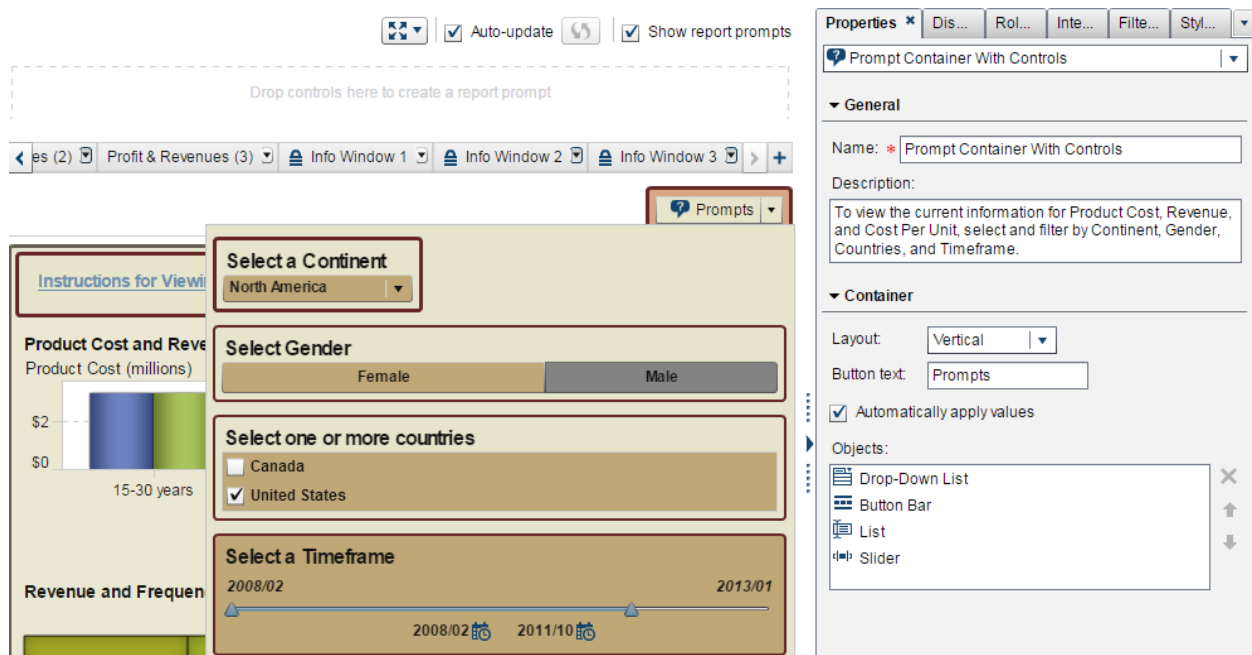 Auto-update
Show report prompts
Drop controls here to create a report prompt
es (2)
Profit & Revenues (3)
Info Window 1
Info Window 2
Info Window 3
Prompts
Instructions for Viewi
Product Cost and Reve
Product Cost (millions)
$2
$0
15-30 years
Revenue and Frequen
Select a Continent
North America
Select Gender
Female
Male
Select one or more countries
Canada
United States
Select a Timeframe
2008/02
2013/01
2008/02
2011/10
Properties
Dis...
Rol...
Inte...
Filte...
Styl...
Prompt Container With Controls
General
Name: * Prompt Container With Controls
Description:
To view the current information for Product Cost, Revenue,
and Cost Per Unit, select and filter by Continent, Gender,
Countries, and Timeframe.
Container
Layout: Vertical
Button text: Prompts
Automatically apply values
Objects:
Drop-Down List
Button Bar
List
Slider